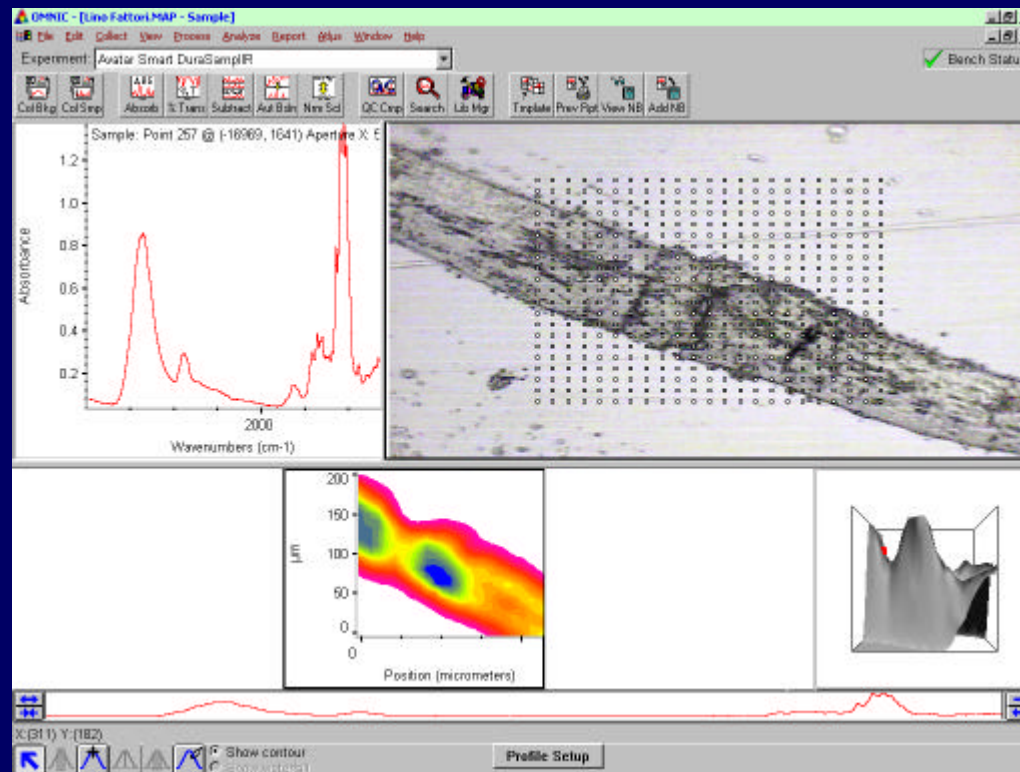 OMNIC - [Lino Fattori.MAP - Sample]
File Edit Collect View Process Analyze Report Atlus Window Help
Experiment: Avatar Smart DuraSamplIR
Bench Statu
Col Bkg Col Smp Absorb % Trans Subtract Aut Bsln Nrm Scl QC Cmp Search Lib Mgr Tmplate Prev Rpt View NB Add NB
Sample: Point 257 @ (-16969, 1641) Aperture X: 5
1.2
1.0
0.8
0.6
0.4
0.2
Absorbance
2000
Wavenumbers (cm-1)
200
150
100
50
0
µm
0
Position (micrometers)
X:(311) Y:(182)
Show contour
Profile Setup